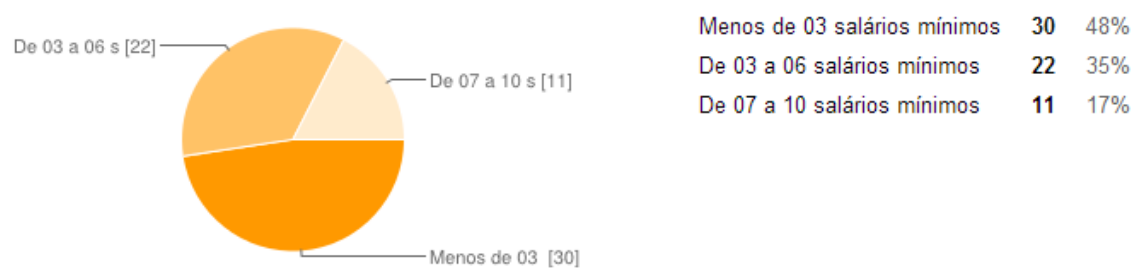 De 03 a 06 s [22]
De 07 a 10 s [11]
Menos de 03 [30]
Menos de 03 salários mínimos 30 48%
De 03 a 06 salários mínimos 22 35%
De 07 a 10 salários mínimos 11 17%